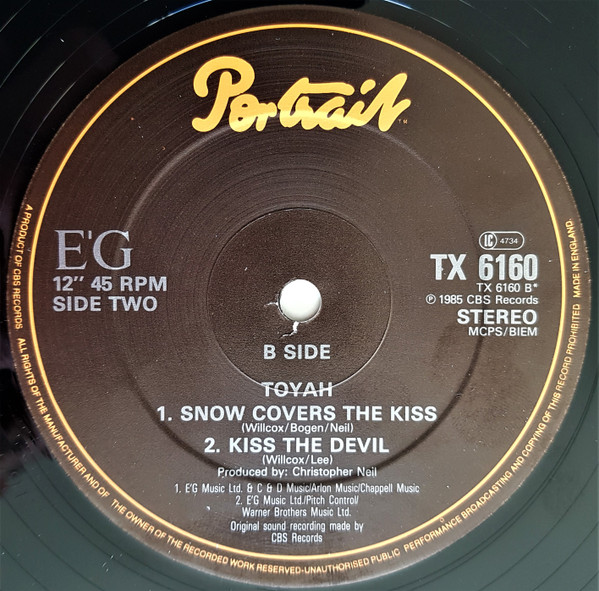 Portrait
TM
E'G
12" 45 RPM
SIDE TWO
LC 4734
TX 6160
TX 6160 B*
℗ 1985 CBS Records
STEREO
MCPS/BIEM
B SIDE
TOYAH
1. SNOW COVERS THE KISS
(Willcox/Bogen/Neil)
2. KISS THE DEVIL
(Willcox/Lee)
Produced by: Christopher Neil
1. E'G Music Ltd. & C & D Music/Arlon Music/Chappell Music
2. E'G Music Ltd./Pitch Control/
Warner Brothers Music Ltd.
Original sound recording made by
CBS Records
A PRODUCT OF CBS RECORDS ALL RIGHTS OF THE MANUFACTURER AND OF THE OWNER OF THE RECORDED WORK RESERVED-UNAUTHORISED PUBLIC PERFORMANCE BROADCASTING AND COPYING OF THIS RECORD PROHIBITED MADE IN ENGLAND